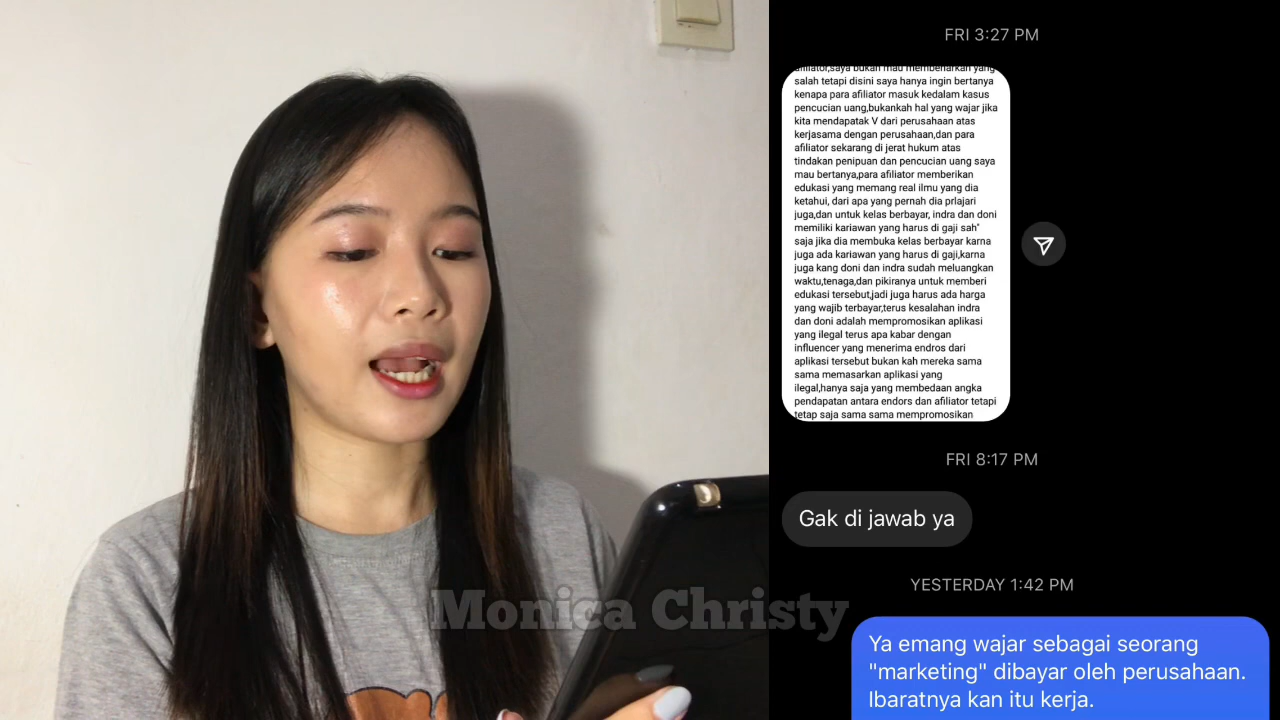 FRI 3:27 PM
afiliator,saya bukan mau membenarkan yang
salah tetapi disini saya hanya ingin bertanya
kenapa para afiliator masuk kedalam kasus
pencucian uang,bukankah hal yang wajar jika
kita mendapatak V dari perusahaan atas
kerjasama dengan perusahaan,dan para
afiliator sekarang di jerat hukum atas
tindakan penipuan dan pencucian uang saya
mau bertanya,para afiliator memberikan
edukasi yang memang real ilmu yang dia
ketahui, dari apa yang pernah dia prlajari
juga,dan untuk kelas berbayar, indra dan doni
memiliki kariawan yang harus di gaji sah"
saja jika dia membuka kelas berbayar karna
juga ada kariawan yang harus di gaji,karna
juga kang doni dan indra sudah meluangkan
waktu,tenaga,dan pikiranya untuk memberi
edukasi tersebut,jadi juga harus ada harga
yang wajib terbayar,terus kesalahan indra
dan doni adalah mempromosikan aplikasi
yang ilegal terus apa kabar dengan
influencer yang menerima endros dari
aplikasi tersebut bukan kah mereka sama
sama memasarkan aplikasi yang
ilegal,hanya saja yang membedaan angka
pendapatan antara endors dan afiliator tetapi
tetap saja sama sama mempromosikan
FRI 8:17 PM
Gak di jawab ya
YESTERDAY 1:42 PM
Ya emang wajar sebagai seorang
"marketing" dibayar oleh perusahaan.
Ibaratnya kan itu kerja.
Monica Christy